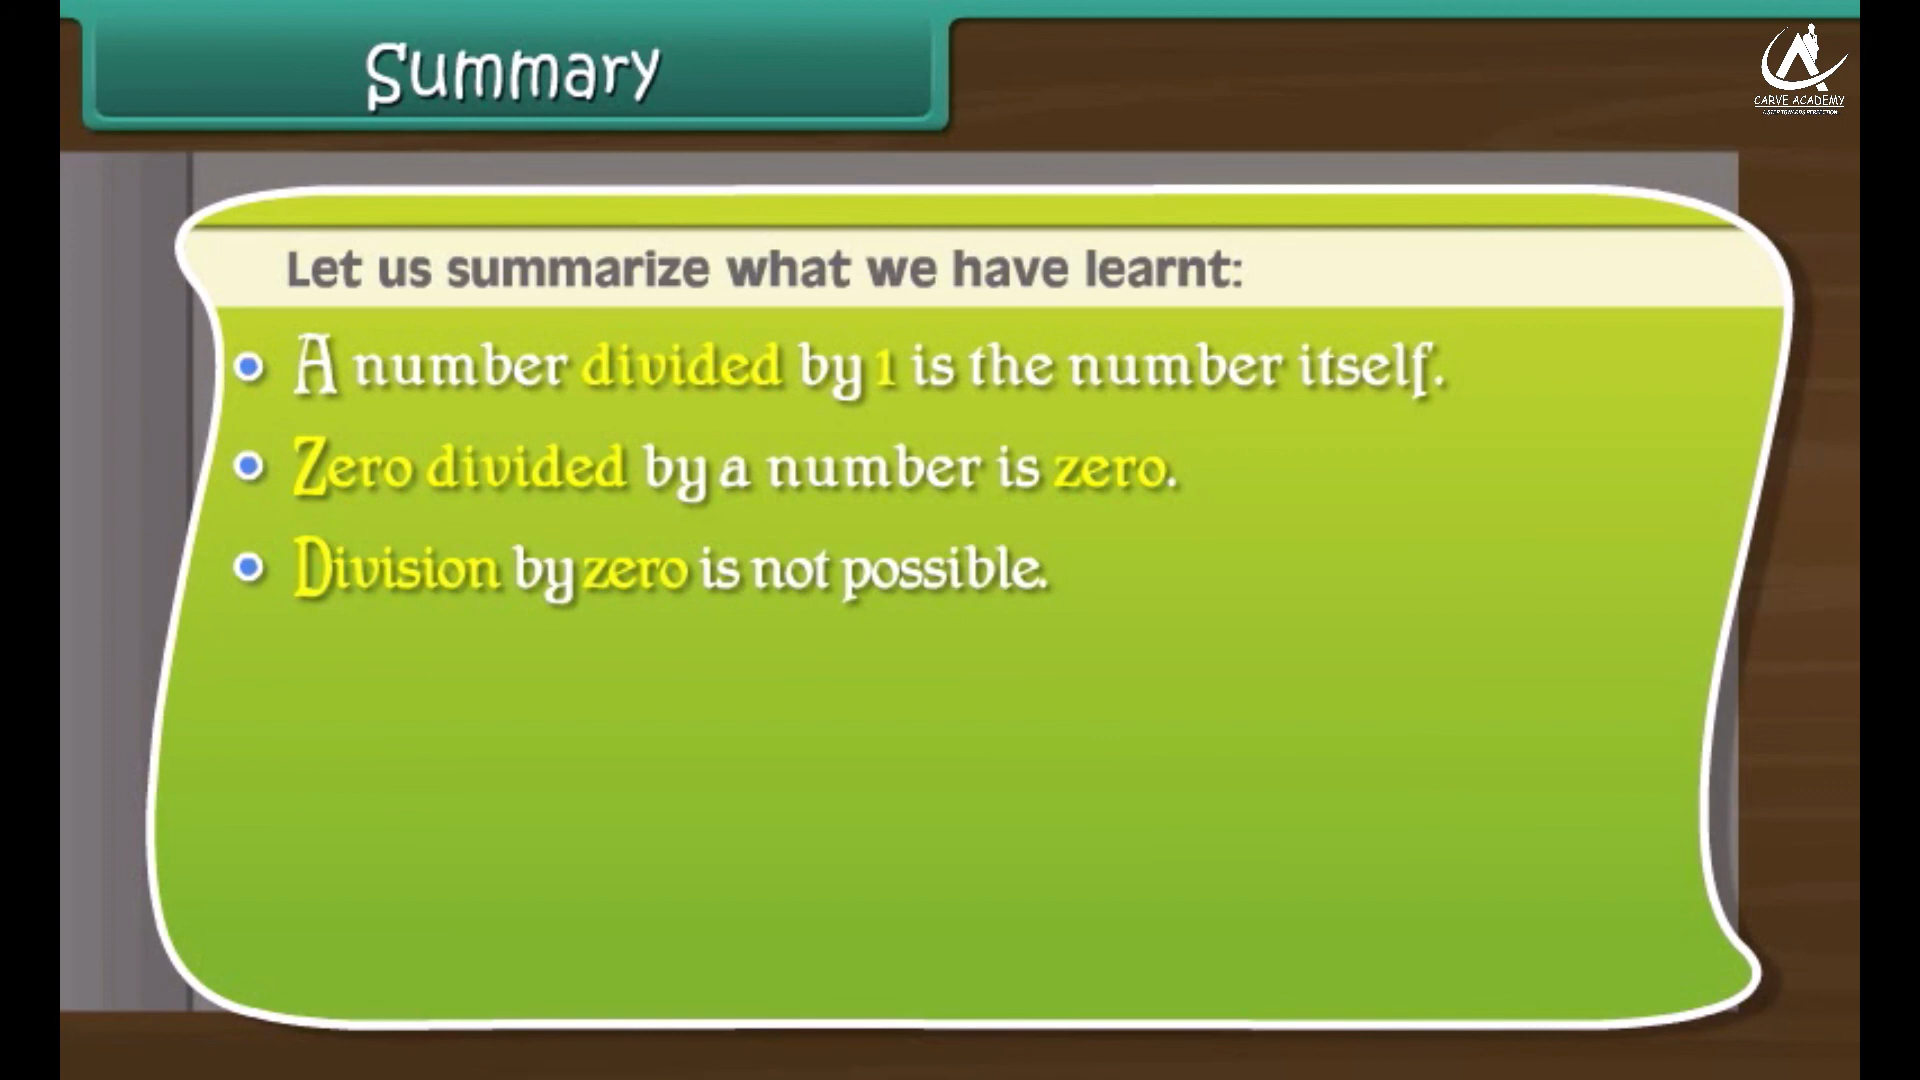 Summary
CARVE ACADEMY
Let us summarize what we have learnt:
A number divided by 1 is the number itself.
Zero divided by a number is zero.
Division by zero is not possible.